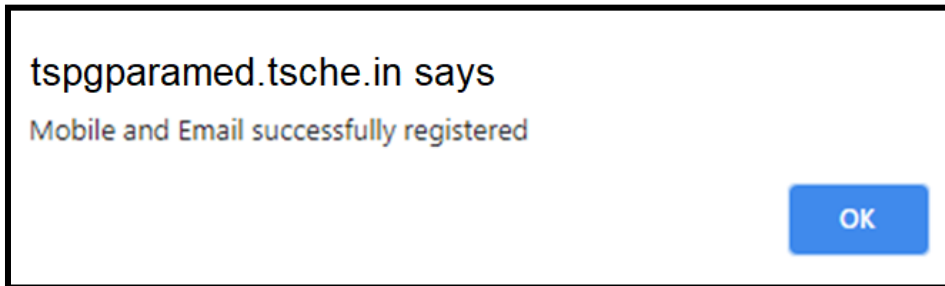 tspgparamed.tsche.in says
Mobile and Email successfully registered
OK